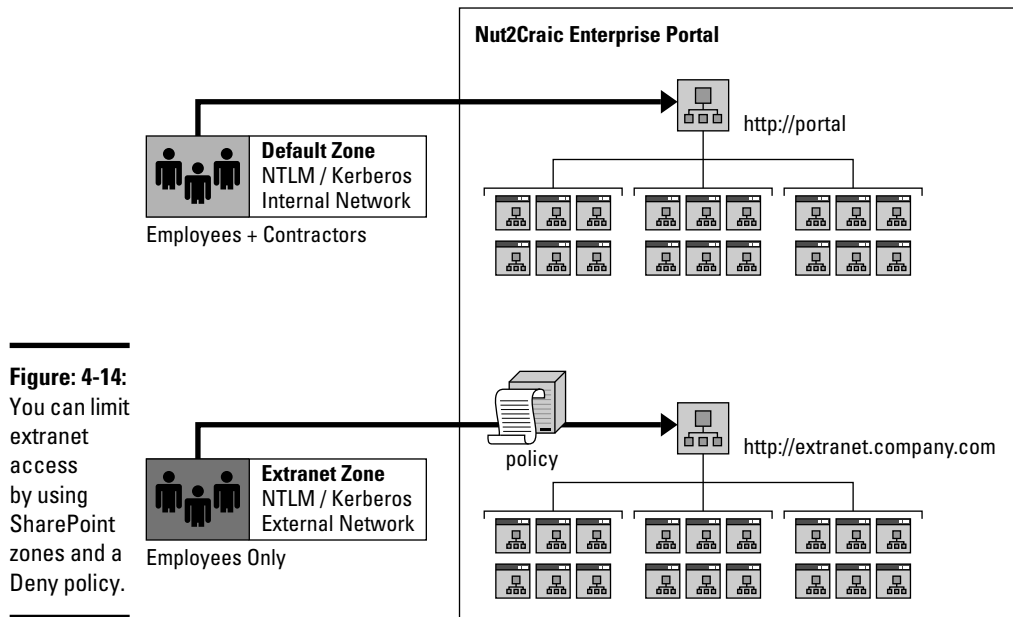 Nut2Craic Enterprise Portal
http://portal
Default Zone
NTLM / Kerberos
Internal Network
Employees + Contractors
Figure: 4-14:
You can limit
extranet
access
by using
SharePoint
zones and a
Deny policy.
policy
http://extranet.company.com
Extranet Zone
NTLM / Kerberos
External Network
Employees Only